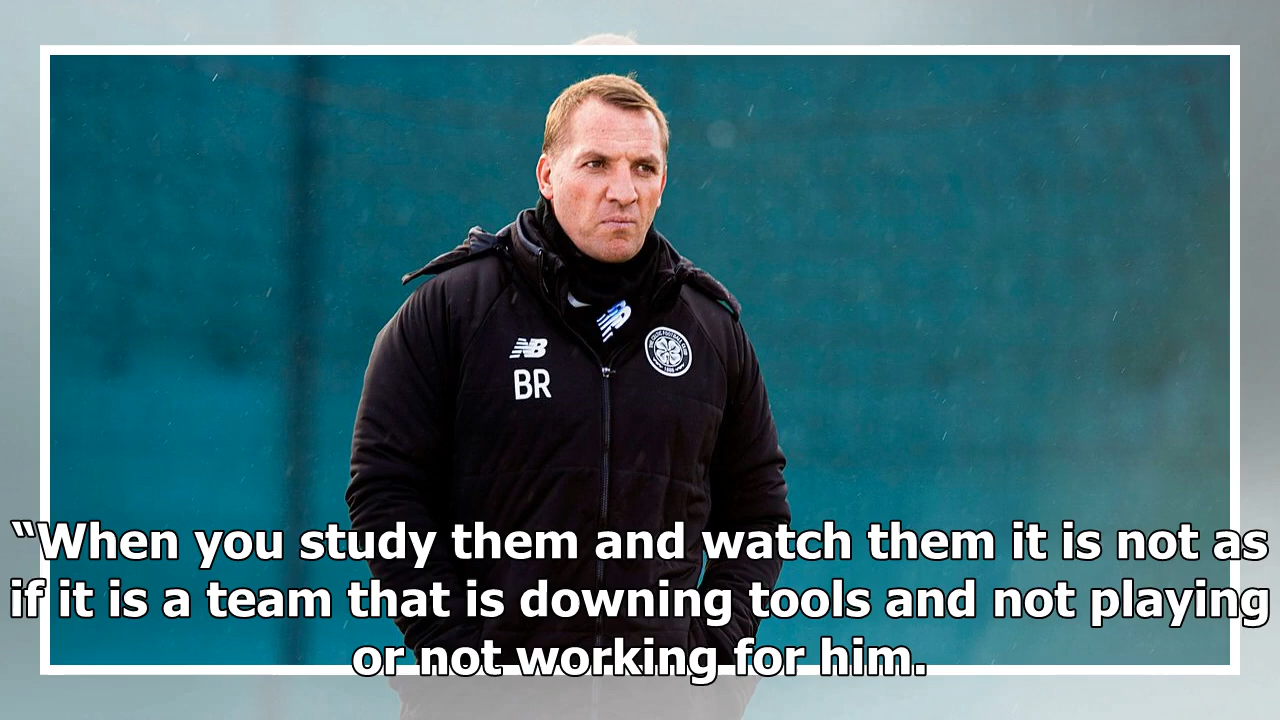 NB
NB
BR
“When you study them and watch them it is not as
if it is a team that is downing tools and not playing
or not working for him.